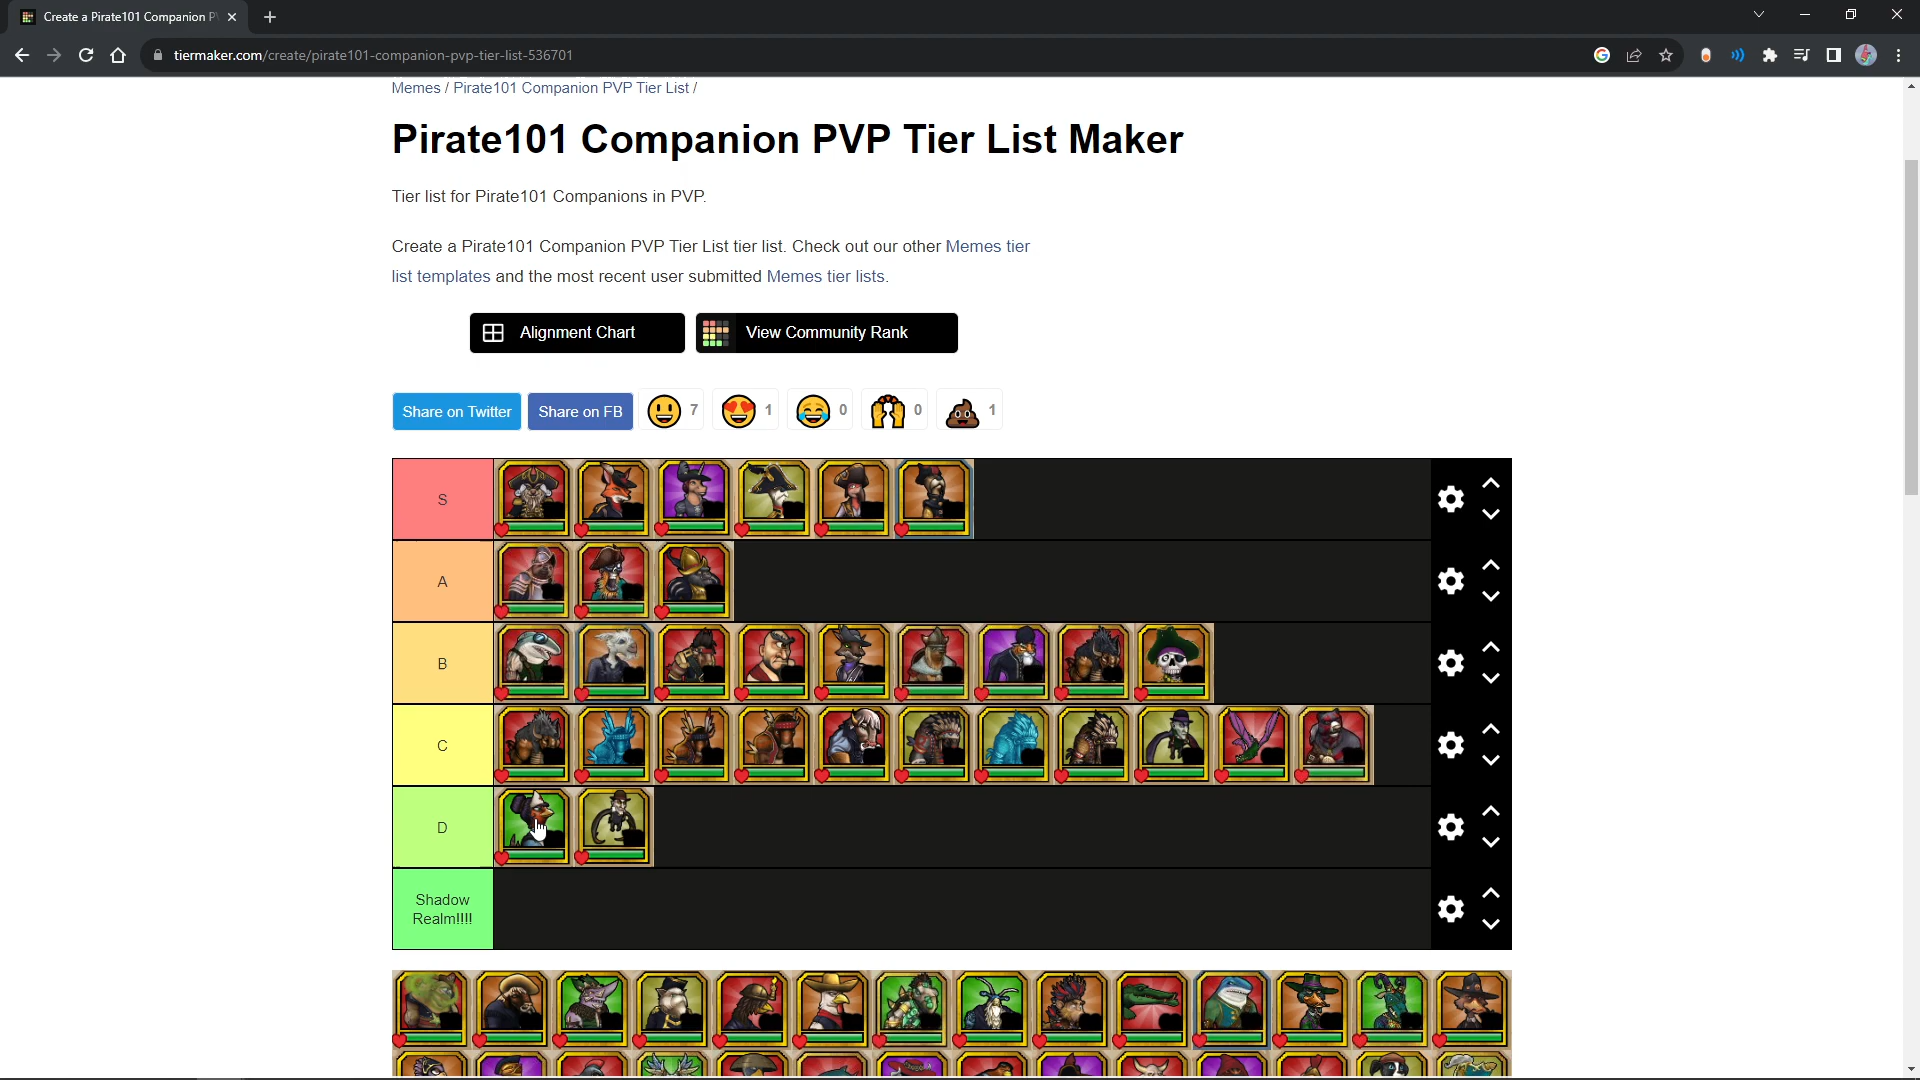 Create a Pirate101 Companion P
tiermaker.com/create/pirate101-companion-pvp-tier-list-536701
Memes / Pirate101 Companion PVP Tier List /
Pirate101 Companion PVP Tier List Maker
Tier list for Pirate101 Companions in PVP.
Create a Pirate101 Companion PVP Tier List tier list. Check out our other Memes tier
list templates and the most recent user submitted Memes tier lists.
Alignment Chart
View Community Rank
Share on Twitter
Share on FB
7
1
0
0
1
S
A
B
C
D
Shadow
Realm!!!!